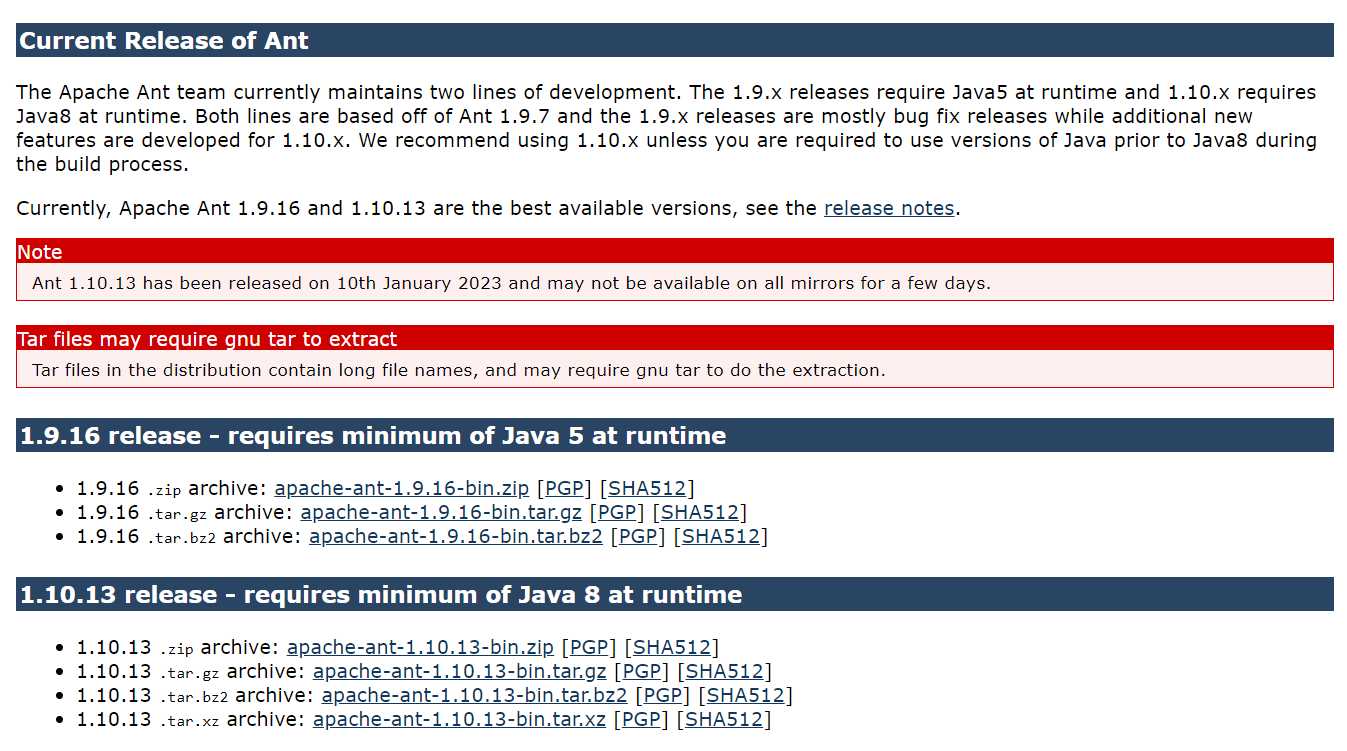 Current Release of Ant
The Apache Ant team currently maintains two lines of development. The 1.9.x releases require Java5 at runtime and 1.10.x requires
Java8 at runtime. Both lines are based off of Ant 1.9.7 and the 1.9.x releases are mostly bug fix releases while additional new
features are developed for 1.10.x. We recommend using 1.10.x unless you are required to use versions of Java prior to Java8 during
the build process.
Currently, Apache Ant 1.9.16 and 1.10.13 are the best available versions, see the release notes.
Note
Ant 1.10.13 has been released on 10th January 2023 and may not be available on all mirrors for a few days.
Tar files may require gnu tar to extract
Tar files in the distribution contain long file names, and may require gnu tar to do the extraction.
1.9.16 release - requires minimum of Java 5 at runtime
• 1.9.16 .zip archive: apache-ant-1.9.16-bin.zip [PGP] [SHA512]
• 1.9.16 .tar.gz archive: apache-ant-1.9.16-bin.tar.gz [PGP] [SHA512]
• 1.9.16 .tar.bz2 archive: apache-ant-1.9.16-bin.tar.bz2 [PGP] [SHA512]
1.10.13 release - requires minimum of Java 8 at runtime
• 1.10.13 .zip archive: apache-ant-1.10.13-bin.zip [PGP] [SHA512]
• 1.10.13 .tar.gz archive: apache-ant-1.10.13-bin.tar.gz [PGP] [SHA512]
• 1.10.13 .tar.bz2 archive: apache-ant-1.10.13-bin.tar.bz2 [PGP] [SHA512]
• 1.10.13 .tar.xz archive: apache-ant-1.10.13-bin.tar.xz [PGP] [SHA512]